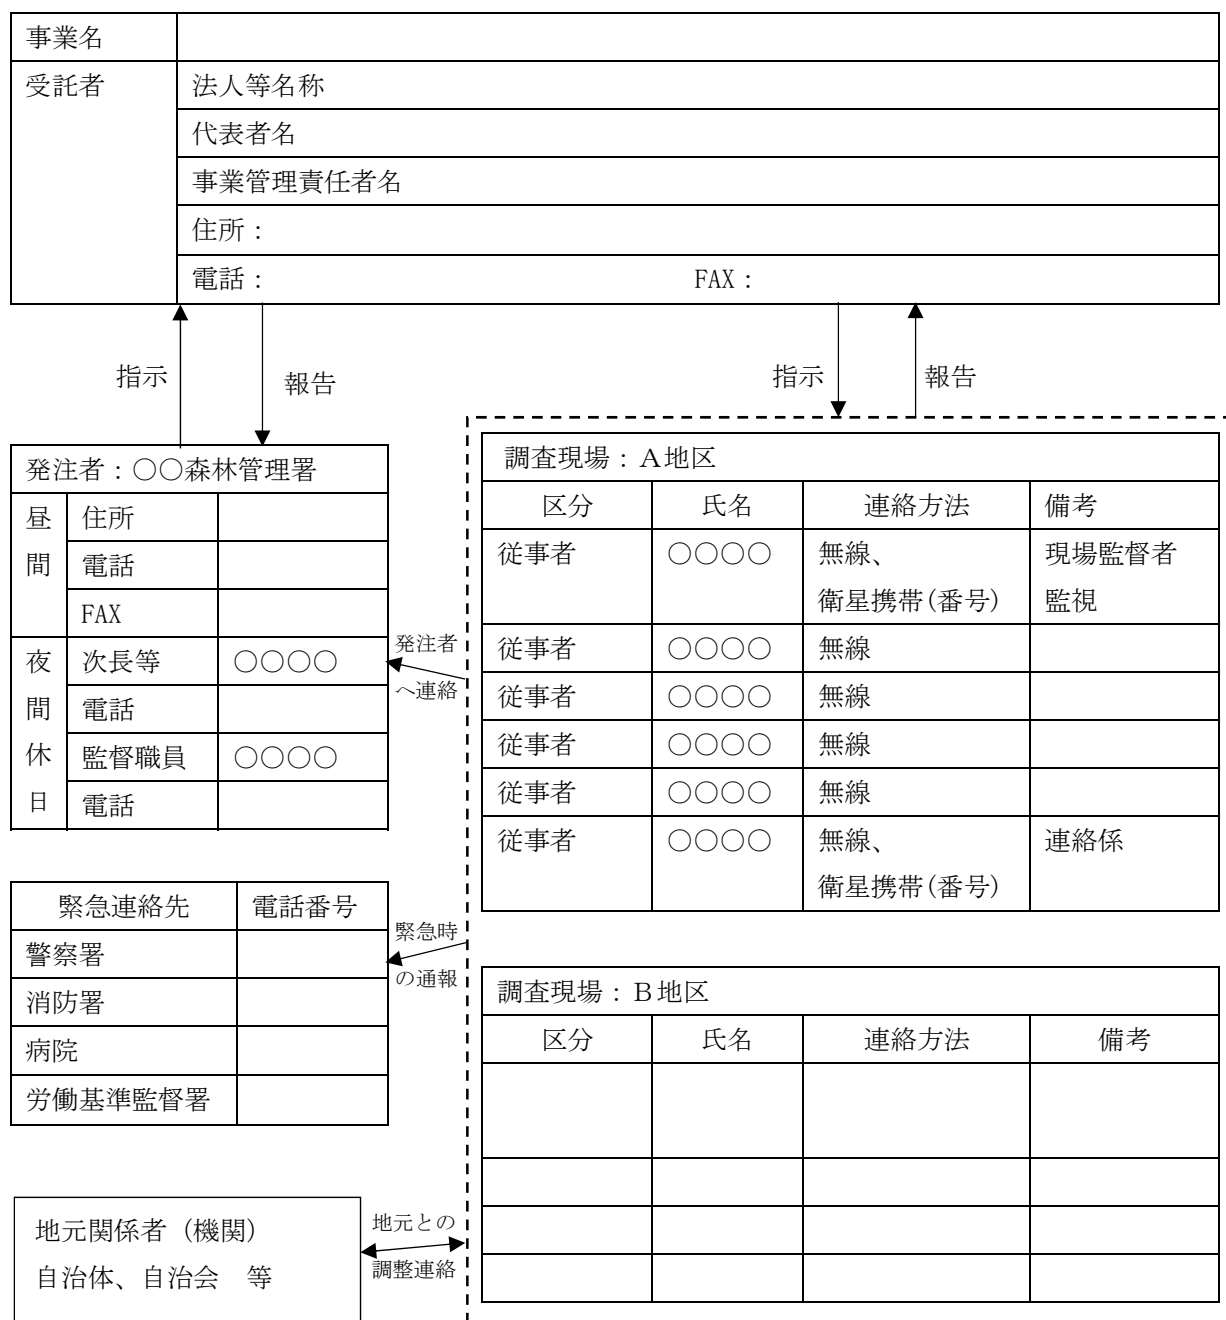 事業名
受託者
法人等名称
代表者名
事業管理責任者名
住所：
電話： FAX：
指示
報告
指示
報告
発注者：○○森林管理署
昼間
住所
電話
FAX
夜間休日
次長等 ○○○○
電話
監督職員 ○○○○
電話
発注者
へ連絡
調査現場：Ａ地区
区分 氏名 連絡方法 備考
従事者 ○○○○ 無線、 現場監督者
衛星携帯(番号) 監視
従事者 ○○○○ 無線
従事者 ○○○○ 無線
従事者 ○○○○ 無線
従事者 ○○○○ 無線
従事者 ○○○○ 無線、 連絡係
衛星携帯(番号)
緊急連絡先 電話番号
警察署
消防署
病院
労働基準監督署
緊急時
の通報
調査現場：Ｂ地区
区分 氏名 連絡方法 備考
地元関係者（機関）
自治体、自治会　等
地元との
調整連絡